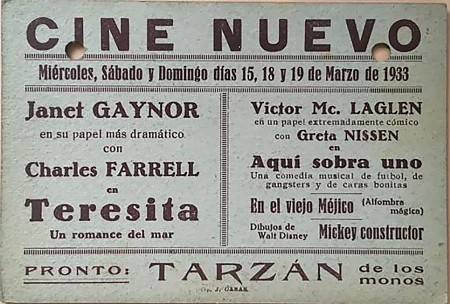 CINE NUEVO
Miércoles, Sábado y Domingo días 15, 18 y 19 de Marzo de 1933
Janet GAYNOR
en su papel más dramático
con
Charles FARRELL
en
Teresita
Un romance del mar
Victor Mc. LAGLEN
en un papel extremadamente cómico
con Greta NISSEN
en
Aquí sobra uno
Una comedia musical de futbol, de
gangsters y de caras bonitas
En el viejo Méjico (Alfombra
mágica)
Dibujos de
Walt Disney Mickey constructor
PRONTO: TARZÁN de los
monos
Imp. J. CASAS.